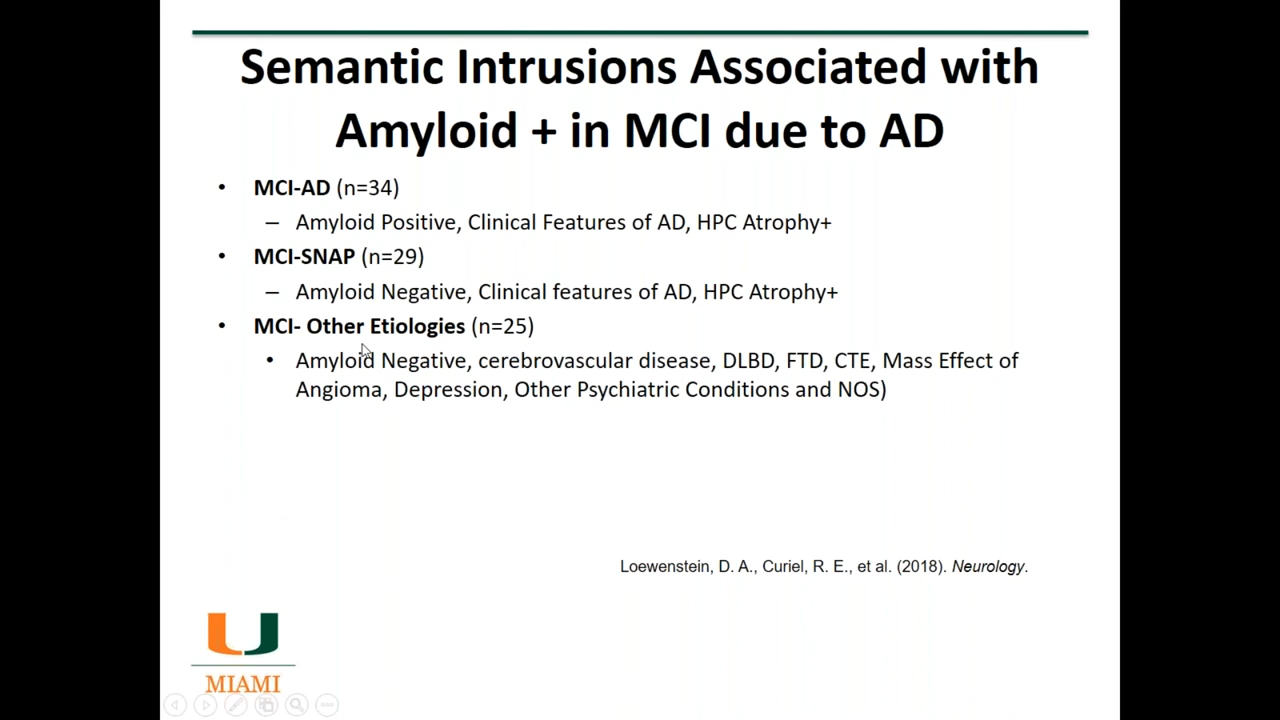 Semantic Intrusions Associated with
Amyloid + in MCI due to AD
• MCI-AD (n=34)
– Amyloid Positive, Clinical Features of AD, HPC Atrophy+
• MCI-SNAP (n=29)
– Amyloid Negative, Clinical features of AD, HPC Atrophy+
• MCI- Other Etiologies (n=25)
• Amyloid Negative, cerebrovascular disease, DLBD, FTD, CTE, Mass Effect of
Angioma, Depression, Other Psychiatric Conditions and NOS)
Loewenstein, D. A., Curiel, R. E., et al. (2018). Neurology.
U
MIAMI